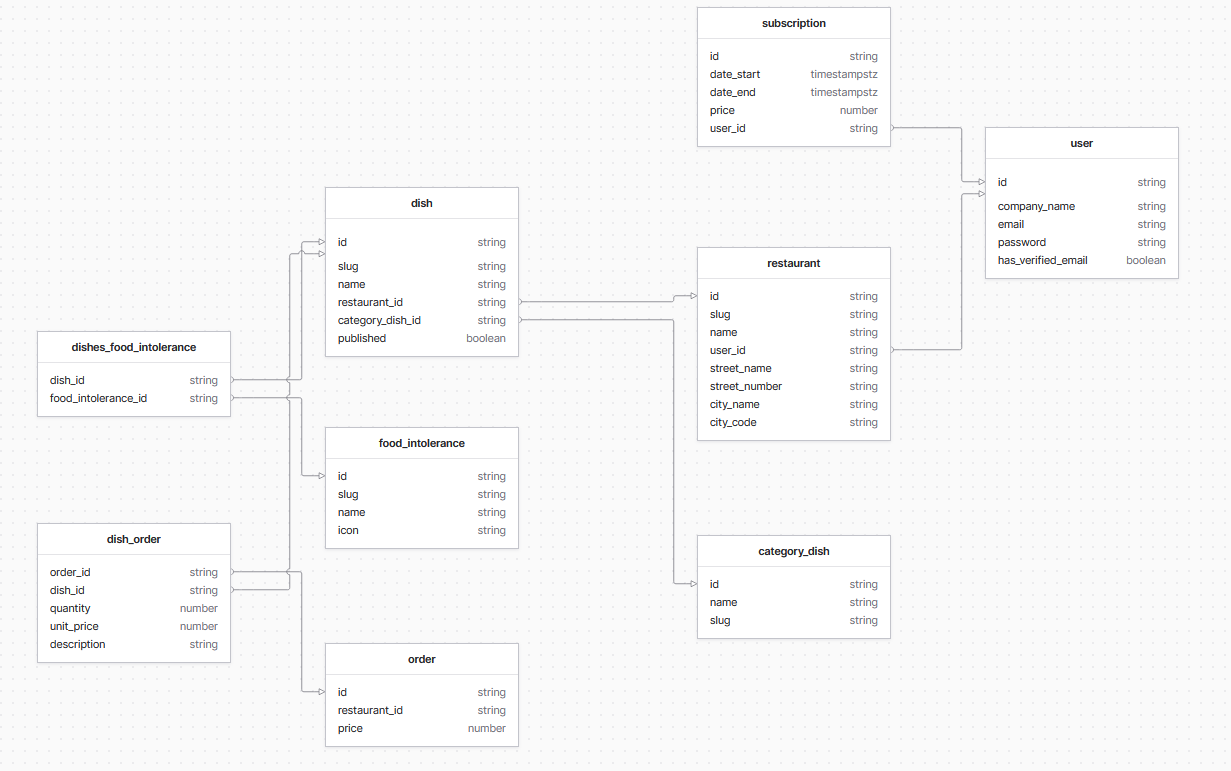 subscription
id string
date_start timestampstz
date_end timestampstz
price number
user_id string
user
id string
company_name string
email string
password string
has_verified_email boolean
dish
id string
slug string
name string
restaurant_id string
category_dish_id string
published boolean
restaurant
id string
slug string
name string
user_id string
street_name string
street_number string
city_name string
city_code string
dishes_food_intolerance
dish_id string
food_intolerance_id string
food_intolerance
id string
slug string
name string
icon string
dish_order
order_id string
dish_id string
quantity number
unit_price number
description string
category_dish
id string
name string
slug string
order
id string
restaurant_id string
price number